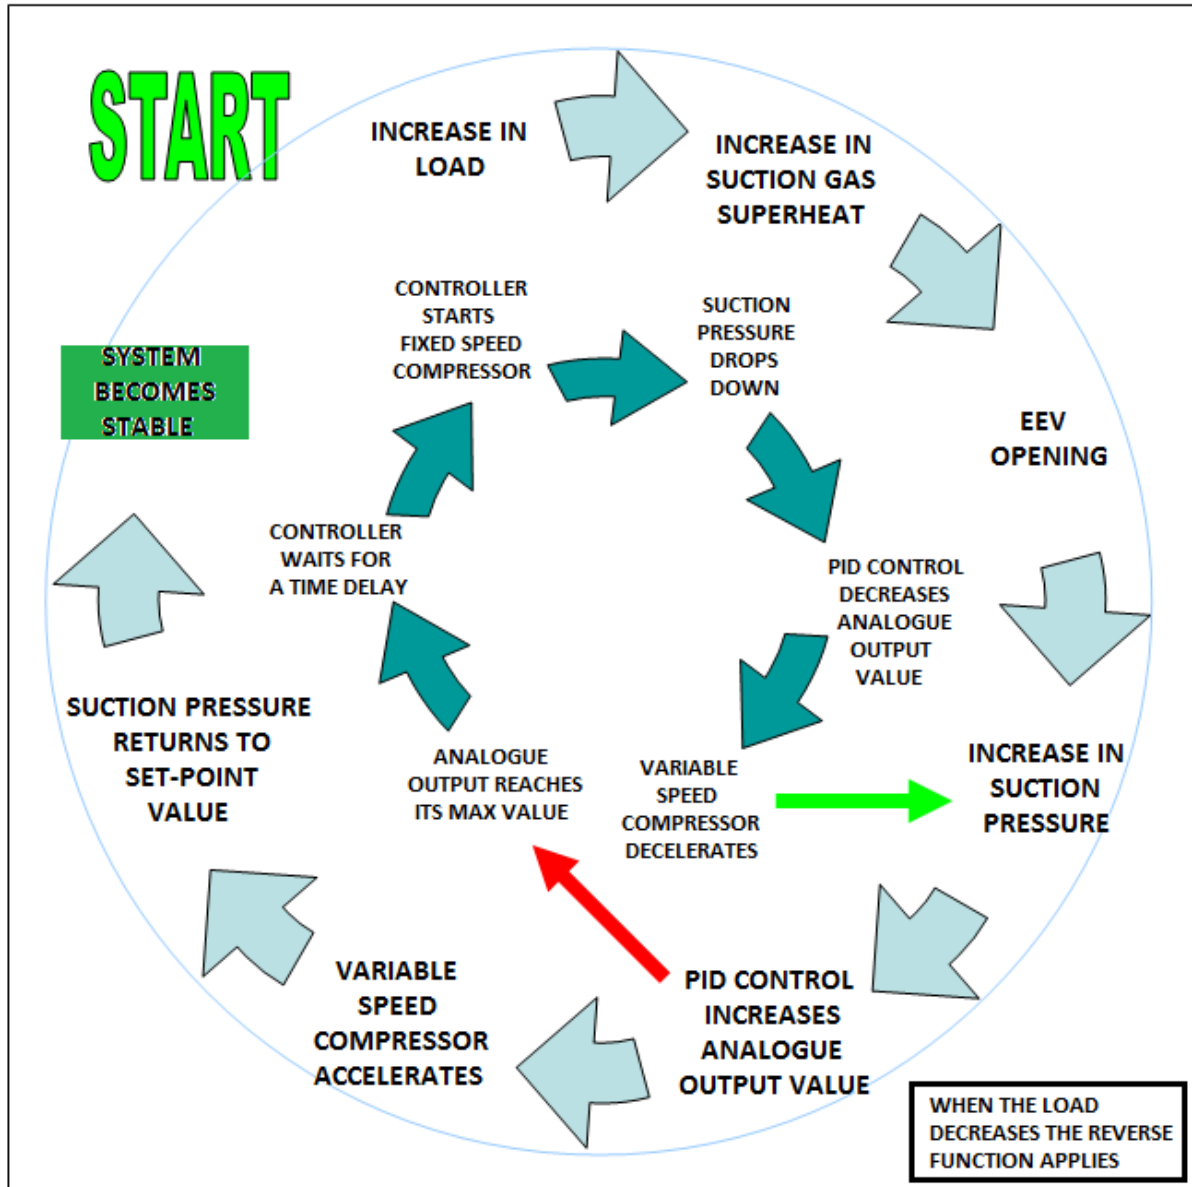 START
INCREASE IN
LOAD
INCREASE IN
SUCTION GAS
SUPERHEAT
EEV
OPENING
INCREASE IN
SUCTION
PRESSURE
PID CONTROL
INCREASES
ANALOGUE
OUTPUT VALUE
VARIABLE
SPEED
COMPRESSOR
ACCELERATES
SUCTION PRESSURE
RETURNS TO
SET-POINT
VALUE
SYSTEM
BECOMES
STABLE
CONTROLLER
STARTS
FIXED SPEED
COMPRESSOR
SUCTION
PRESSURE
DROPS
DOWN
PID CONTROL
DECREASES
ANALOGUE
OUTPUT
VALUE
VARIABLE
SPEED
COMPRESSOR
DECELERATES
ANALOGUE
OUTPUT REACHES
ITS MAX VALUE
CONTROLLER
WAITS FOR
A TIME DELAY
WHEN THE LOAD
DECREASES THE REVERSE
FUNCTION APPLIES